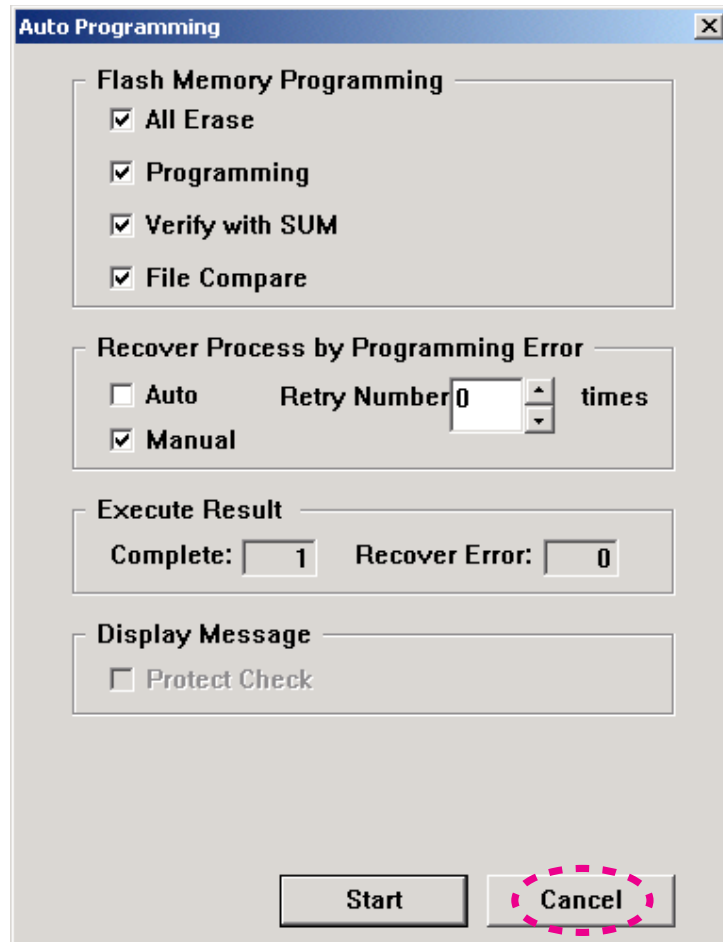 Auto Programming
Flash Memory Programming
All Erase
Programming
Verify with SUM
File Compare
Recover Process by Programming Error
Auto Retry Number 0 times
Manual
Execute Result
Complete: 1 Recover Error: 0
Display Message
Protect Check
Start Cancel